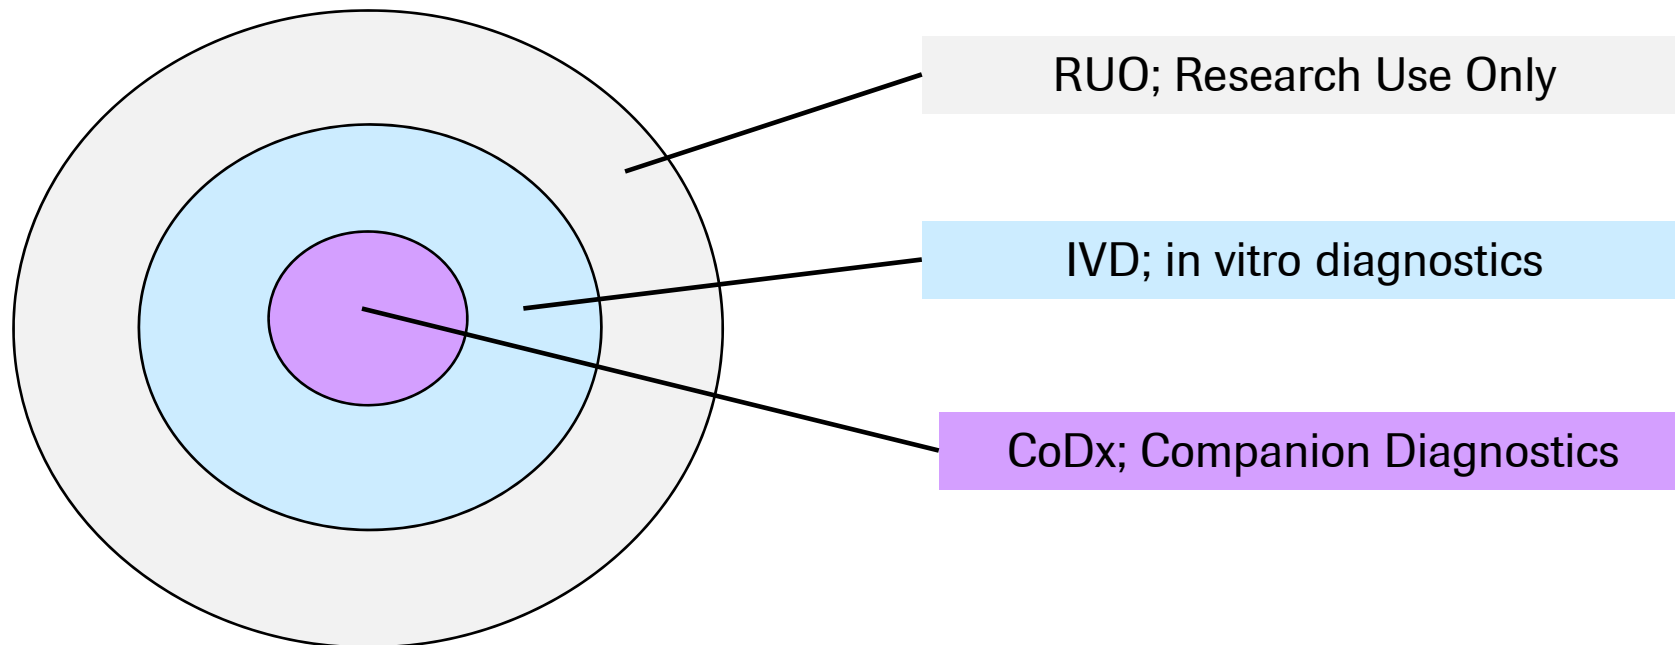 RUO; Research Use Only
IVD; in vitro diagnostics
CoDx; Companion Diagnostics